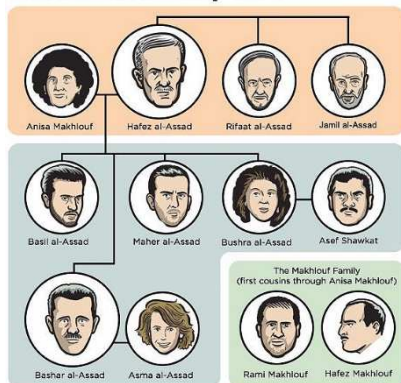 Anisa Makhlouf
Hafez al-Assad
Rifaat al-Assad
Jamil al-Assad
Basil al-Assad
Maher al-Assad
Bushra al-Assad
Asef Shawkat
Bashar al-Assad
Asma al-Assad
The Makhlouf Family
(first cousins through Anisa Makhlouf)
Rami Makhlouf
Hafez Makhlouf